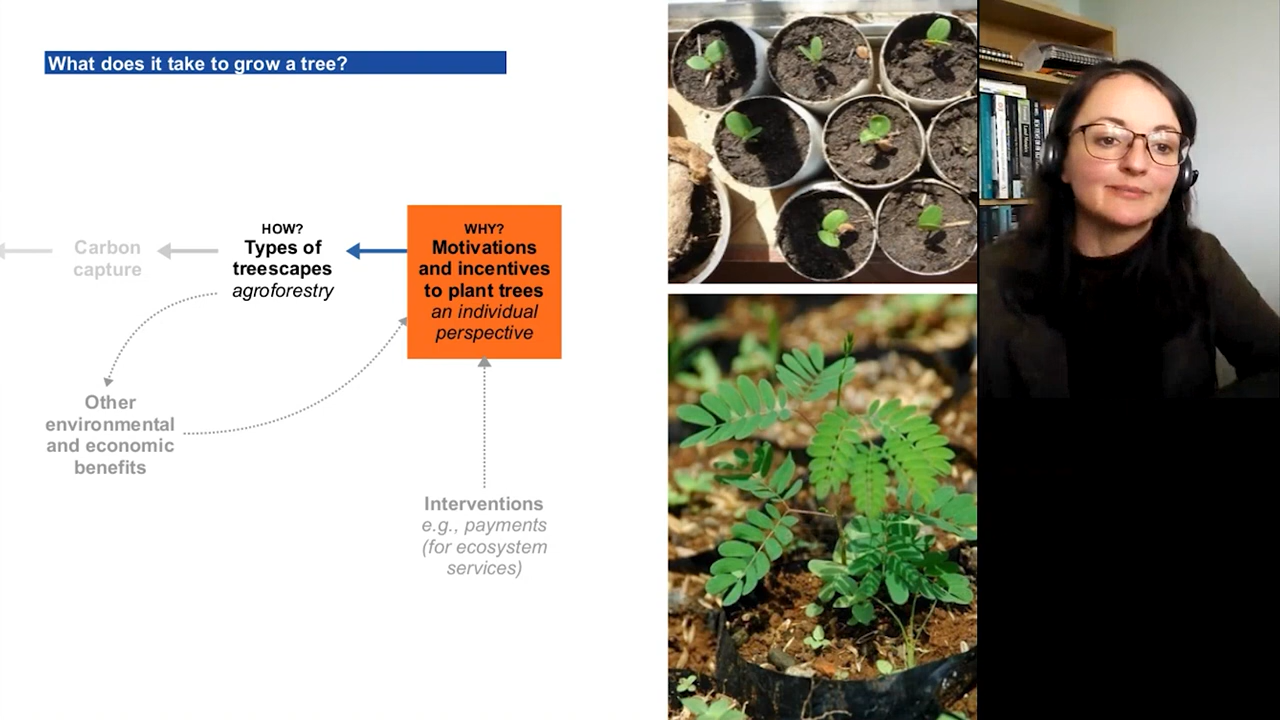 What does it take to grow a tree?
Carbon
capture
HOW?
Types of
treescapes
agroforestry
WHY?
Motivations
and incentives
to plant trees
an individual
perspective
Other
environmental
and economic
benefits
Interventions
e.g., payments
(for ecosystem
services)